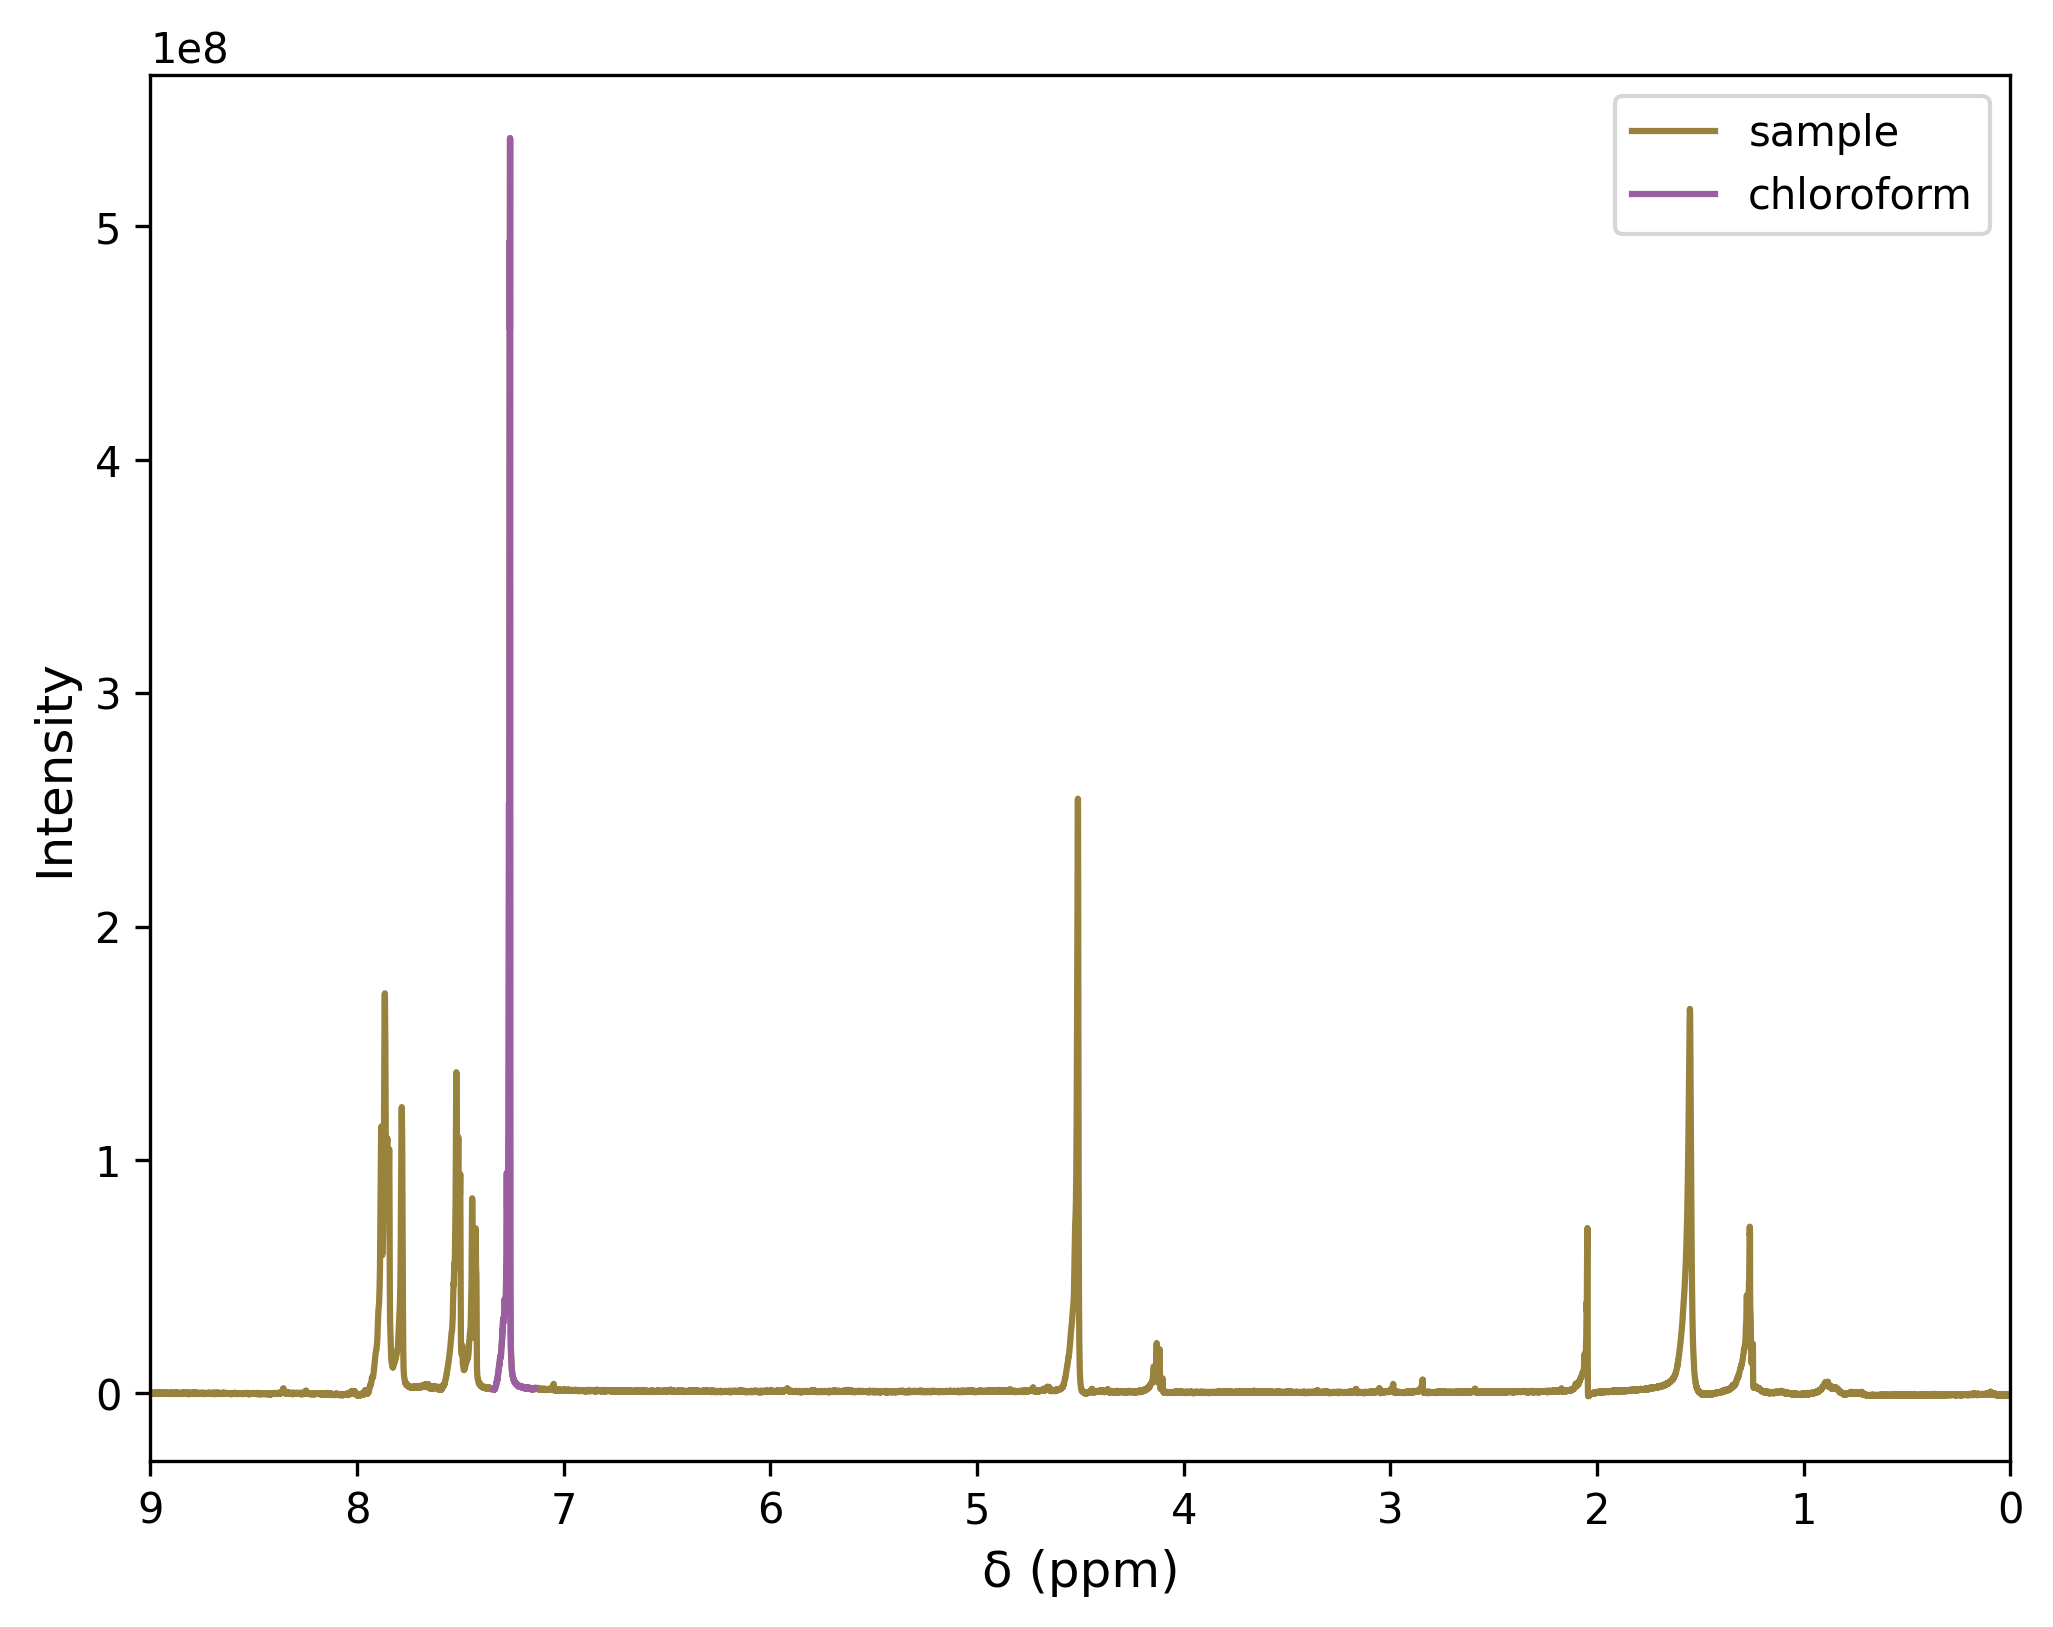 1e8
sample
chloroform
5
4
3
2
1
0
Intensity
9 8 7 6 5 4 3 2 1 0
δ (ppm)